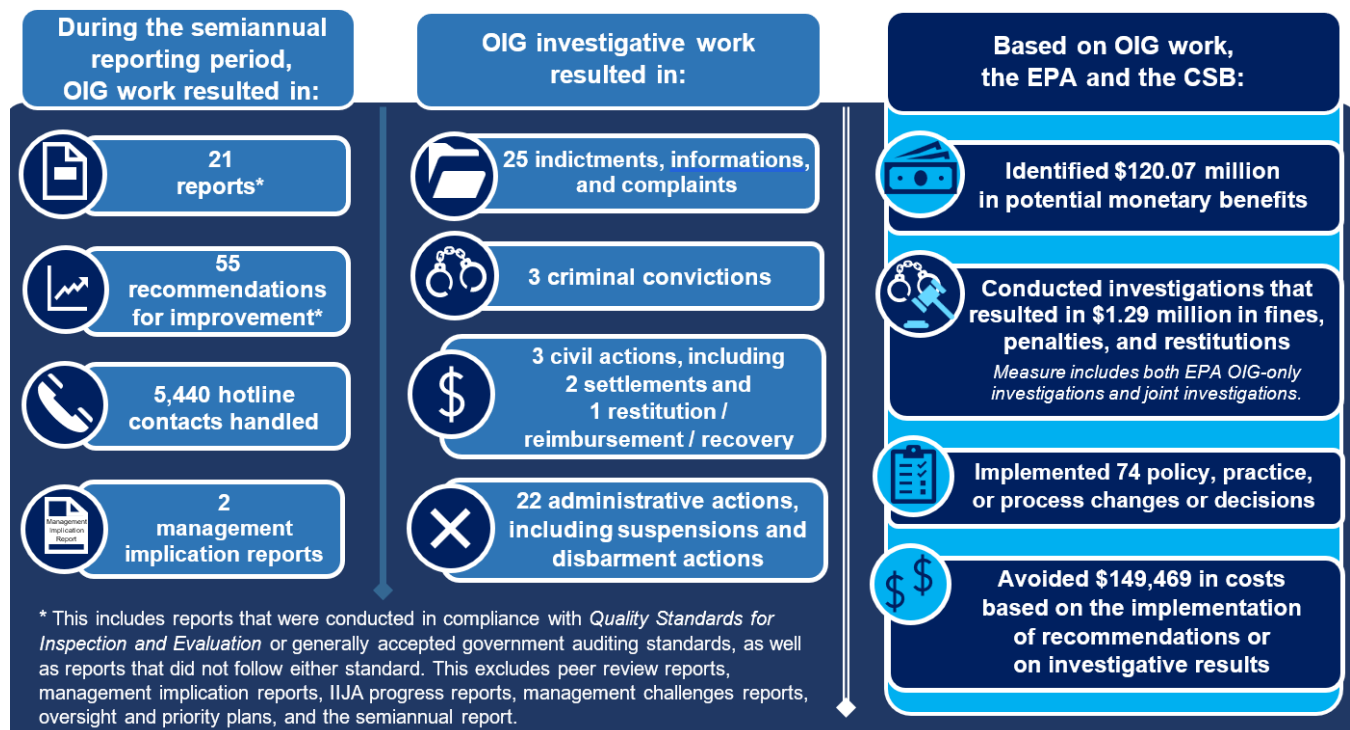 During the semiannual
reporting period,
OIG work resulted in:
21
reports*
55
recommendations
for improvement*
5,440 hotline
contacts handled
Management
Implication
Report
2
management
implication reports
OIG investigative work
resulted in:
25 indictments, informations,
and complaints
3 criminal convictions
$
3 civil actions, including
2 settlements and
1 restitution /
reimbursement / recovery
22 administrative actions,
including suspensions and
disbarment actions
* This includes reports that were conducted in compliance with Quality Standards for
Inspection and Evaluation or generally accepted government auditing standards, as well
as reports that did not follow either standard. This excludes peer review reports,
management implication reports, IIJA progress reports, management challenges reports,
oversight and priority plans, and the semiannual report.
Based on OIG work,
the EPA and the CSB:
Identified $120.07 million
in potential monetary benefits
Conducted investigations that
resulted in $1.29 million in fines,
penalties, and restitutions
Measure includes both EPA OIG-only
investigations and joint investigations.
Implemented 74 policy, practice,
or process changes or decisions
$ $
Avoided $149,469 in costs
based on the implementation
of recommendations or
on investigative results